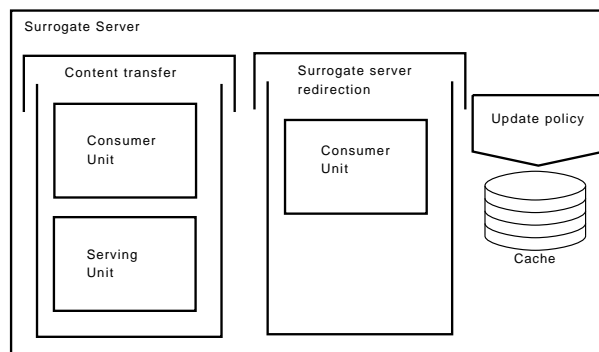 Surrogate Server
Content transfer
Consumer
Unit
Serving
Unit
Surrogate server
redirection
Consumer
Unit
Update policy
Cache